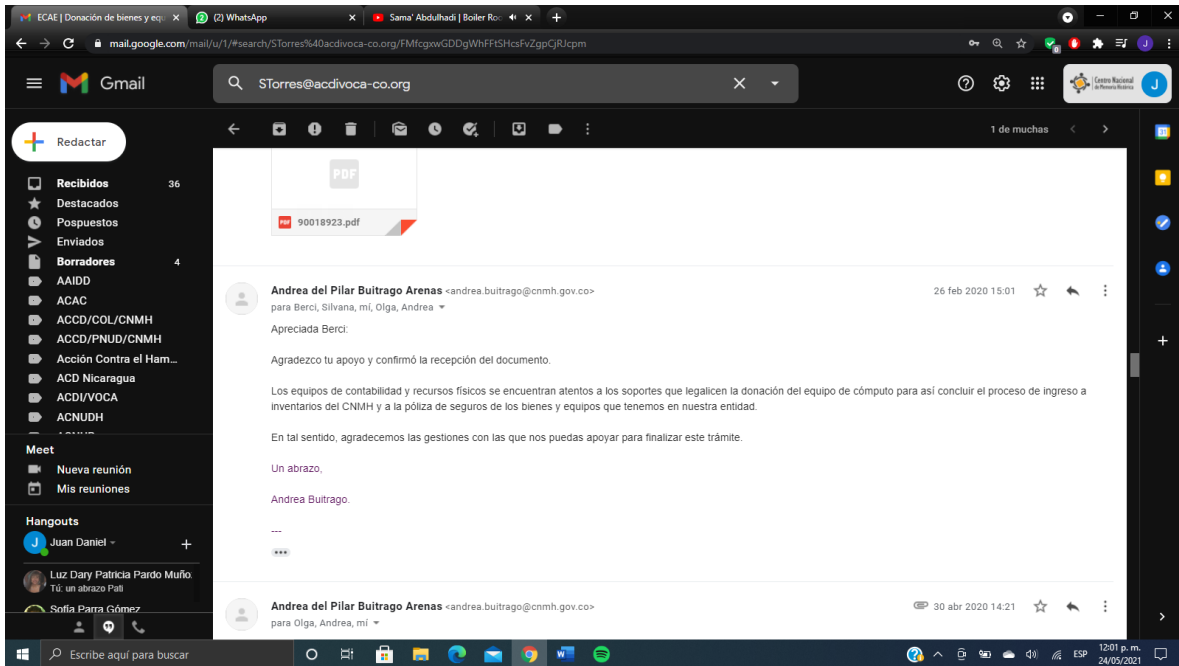 ECAE | Donación de bienes y equ
(2) WhatsApp
Sama' Abdulhadi | Boiler Roo
mail.google.com/mail/u/1/#search/STorres%40acdivoca-co.org/FMfcgxwGDDgWhFFtSHcsFvZgpCjRJcpm
Gmail
STorres@acdivoca-co.org
Centro Nacional
de Memoria Histórica
J
Redactar
1 de muchas
Recibidos 36
Destacados
Pospuestos
Enviados
Borradores 4
AAIDD
ACAC
ACCD/COL/CNMH
ACCD/PNUD/CNMH
Acción Contra el Ham...
ACD Nicaragua
ACDI/VOCA
ACNUDH
Meet
Nueva reunión
Mis reuniones
Hangouts
Juan Daniel
Luz Dary Patricia Pardo Muño
Tú: un abrazo Pati
Sofía Parra Gómez
PDF
PDF 90018923.pdf
Andrea del Pilar Buitrago Arenas <andrea.buitrago@cnmh.gov.co> 26 feb 2020 15:01
para Berci, Silvana, mí, Olga, Andrea
Apreciada Berci:
Agradezco tu apoyo y confirmó la recepción del documento.
Los equipos de contabilidad y recursos físicos se encuentran atentos a los soportes que legalicen la donación del equipo de cómputo para así concluir el proceso de ingreso a
inventarios del CNMH y a la póliza de seguros de los bienes y equipos que tenemos en nuestra entidad.
En tal sentido, agradecemos las gestiones con las que nos puedas apoyar para finalizar este trámite.
Un abrazo,
Andrea Buitrago.
---
Andrea del Pilar Buitrago Arenas <andrea.buitrago@cnmh.gov.co> 30 abr 2020 14:21
para Olga, Andrea, mí
Escribe aquí para buscar
ESP
12:01 p. m.
24/05/2021